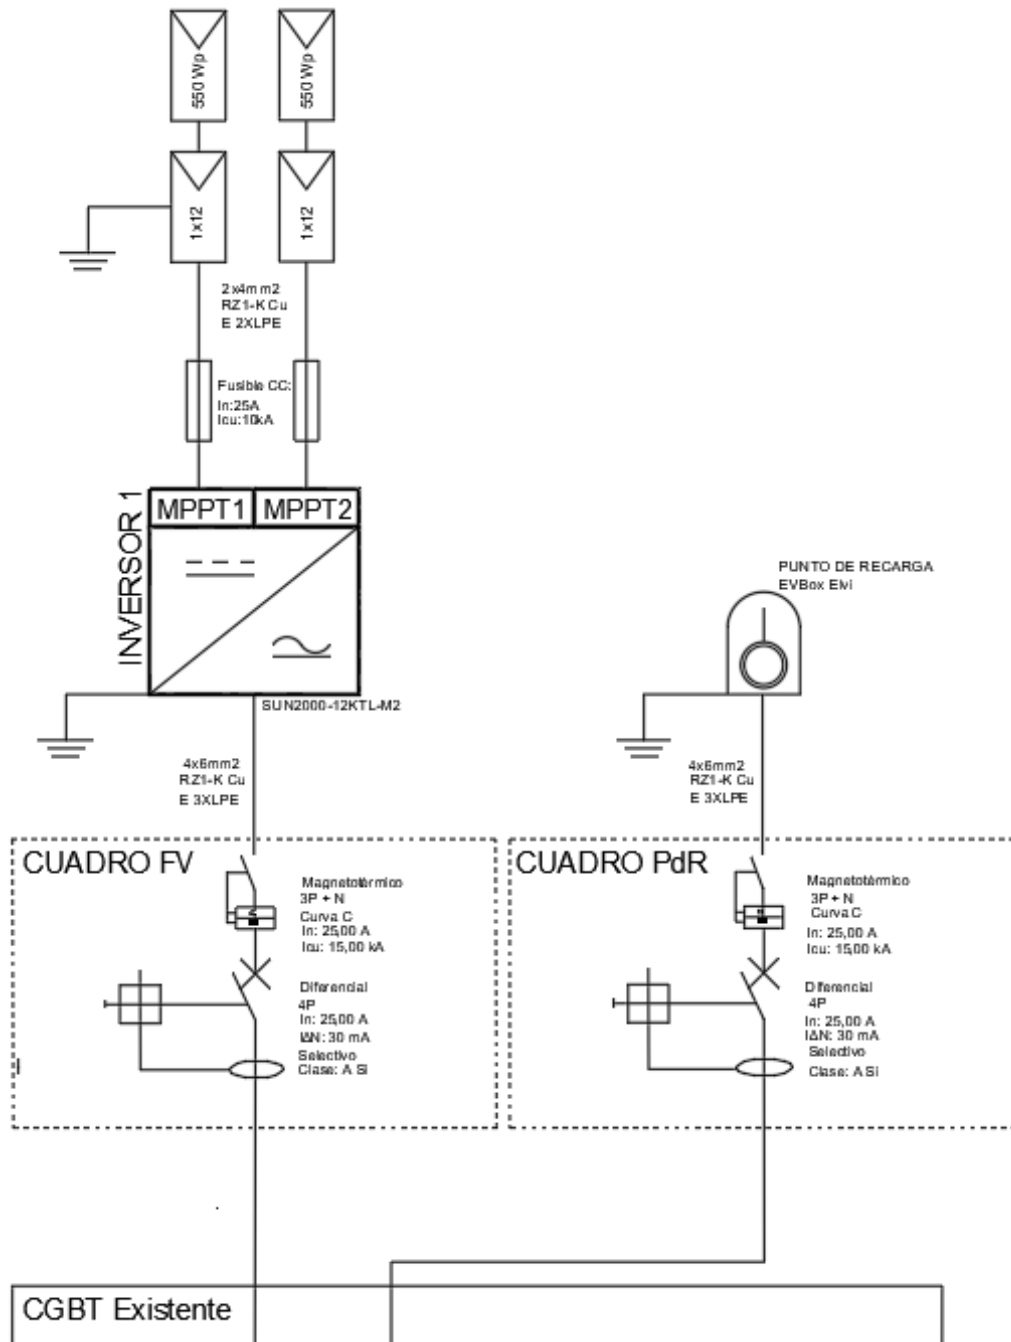 550 Wp
550 Wp
1x12
1x12
2x4mm2
RZ1-K Cu
E 2XLPE
Fusible CC:
In:25A
Icu:10kA
INVERSOR 1
MPPT1
MPPT2
SUN2000-12KTL-M2
PUNTO DE RECARGA
EVBox Elvi
4x6mm2
RZ1-K Cu
E 3XLPE
4x6mm2
RZ1-K Cu
E 3XLPE
CUADRO FV
Magnetotérmico
3P + N
Curva C
In: 25,00 A
Icu: 15,00 kA
Diferencial
4P
In: 25,00 A
IΔN: 30 mA
Selectivo
Clase: A SI
CUADRO PdR
Magnetotérmico
3P + N
Curva C
In: 25,00 A
Icu: 15,00 kA
Diferencial
4P
In: 25,00 A
IΔN: 30 mA
Selectivo
Clase: A SI
CGBT Existente